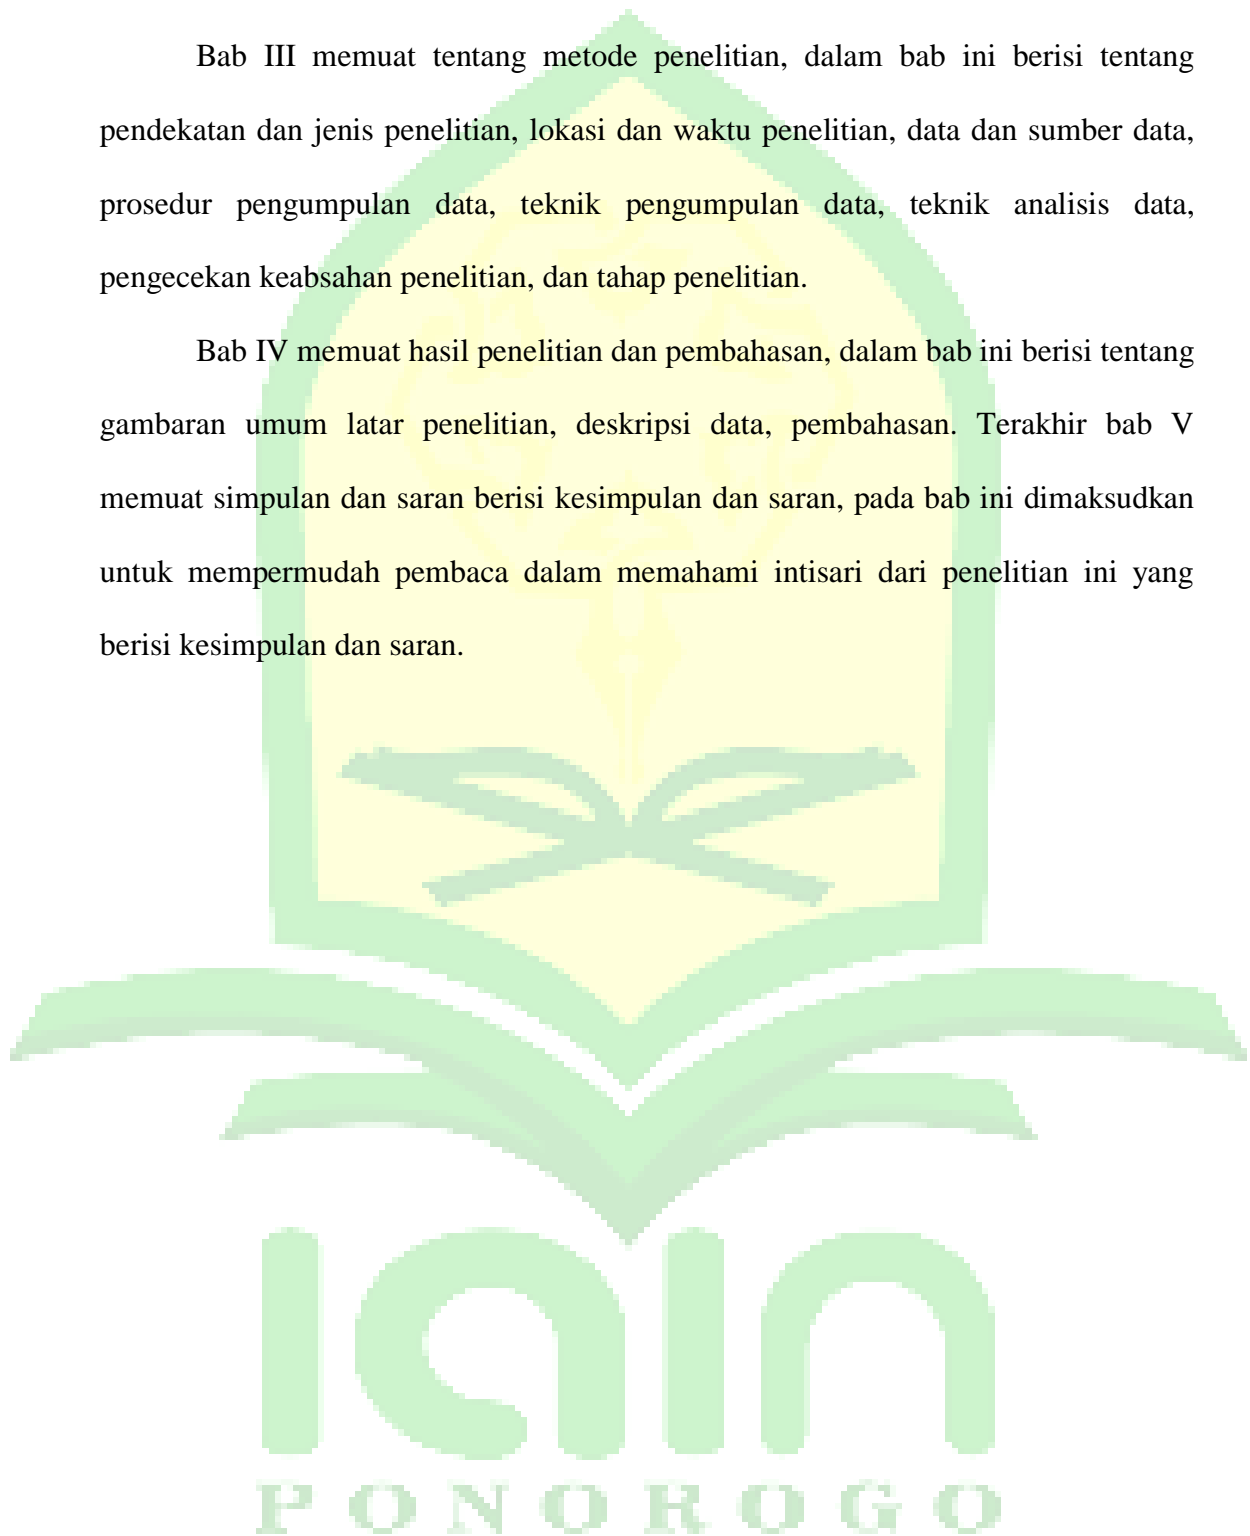 Bab III memuat tentang metode penelitian, dalam bab ini berisi tentang
pendekatan dan jenis penelitian, lokasi dan waktu penelitian, data dan sumber data,
prosedur pengumpulan data, teknik pengumpulan data, teknik analisis data,
pengecekan keabsahan penelitian, dan tahap penelitian.
Bab IV memuat hasil penelitian dan pembahasan, dalam bab ini berisi tentang
gambaran umum latar penelitian, deskripsi data, pembahasan. Terakhir bab V
memuat simpulan dan saran berisi kesimpulan dan saran, pada bab ini dimaksudkan
untuk mempermudah pembaca dalam memahami intisari dari penelitian ini yang
berisi kesimpulan dan saran.
iain
PONOROGO